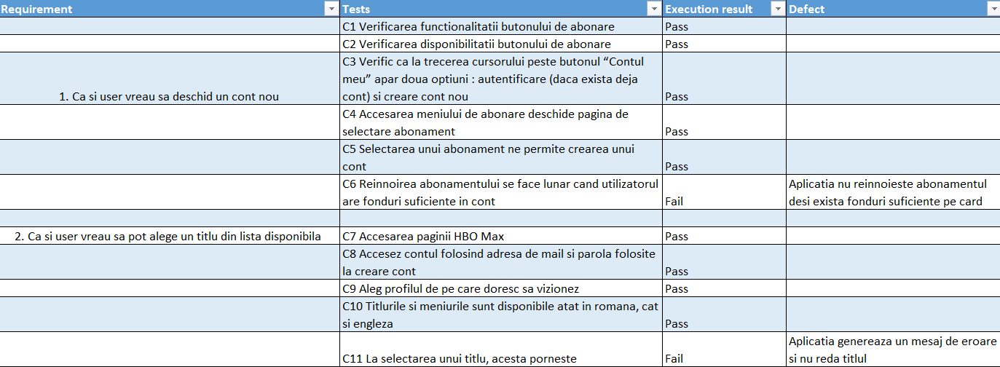 Requirement Tests Execution result Defect
C1 Verificarea functionalitatii butonului de abonare Pass
C2 Verificarea disponibilitatii butonului de abonare Pass
C3 Verific ca la trecerea cursorului peste butonul “Contul
meu” apar doua optiuni : autentificare (daca exista deja
1. Ca si user vreau sa deschid un cont nou cont) si creare cont nou Pass
C4 Accesarea meniului de abonare deschide pagina de
selectare abonament Pass
C5 Selectarea unui abonament ne permite crearea unui
cont Pass
C6 Reinnoirea abonamentului se face lunar cand utilizatorul Aplicatia nu reinnoieste abonamentul
are fonduri suficiente in cont Fail desi exista fonduri suficiente pe card
2. Ca si user vreau sa pot alege un titlu din lista disponibila C7 Accesarea paginii HBO Max Pass
C8 Accesez contul folosind adresa de mail si parola folosite
la creare cont Pass
C9 Aleg profilul de pe care doresc sa vizionez Pass
C10 Titlurile si meniurile sunt disponibile atat in romana, cat
si engleza Pass
Aplicatia genereaza un mesaj de eroare
C11 La selectarea unui titlu, acesta porneste Fail si nu reda titlul